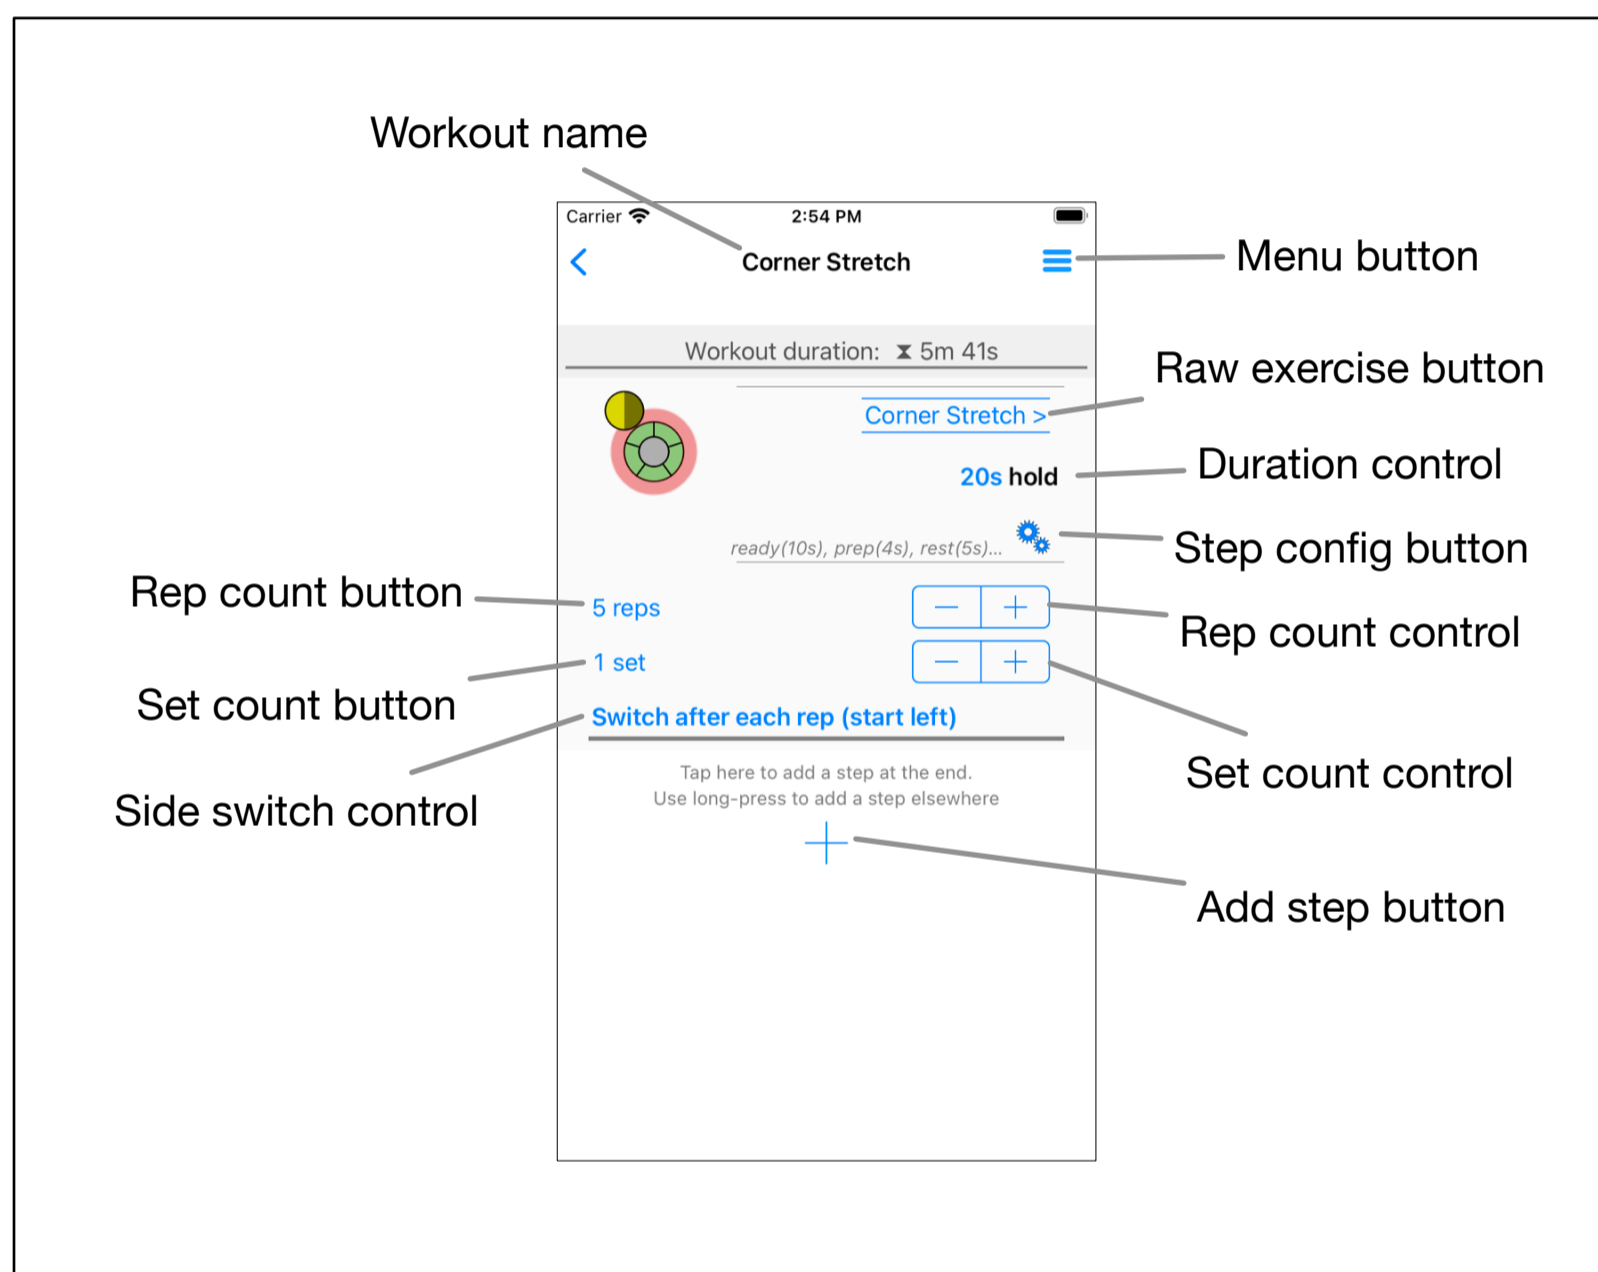 Workout name
Carrier 2:54 PM
Corner Stretch
Menu button
Workout duration: 5m 41s
Raw exercise button
Corner Stretch >
Duration control
20s hold
Step config button
ready(10s), prep(4s), rest(5s)...
Rep count button
5 reps
− +
Rep count control
1 set
− +
Set count button
Switch after each rep (start left)
Set count control
Tap here to add a step at the end.
Use long-press to add a step elsewhere
Side switch control
+
Add step button